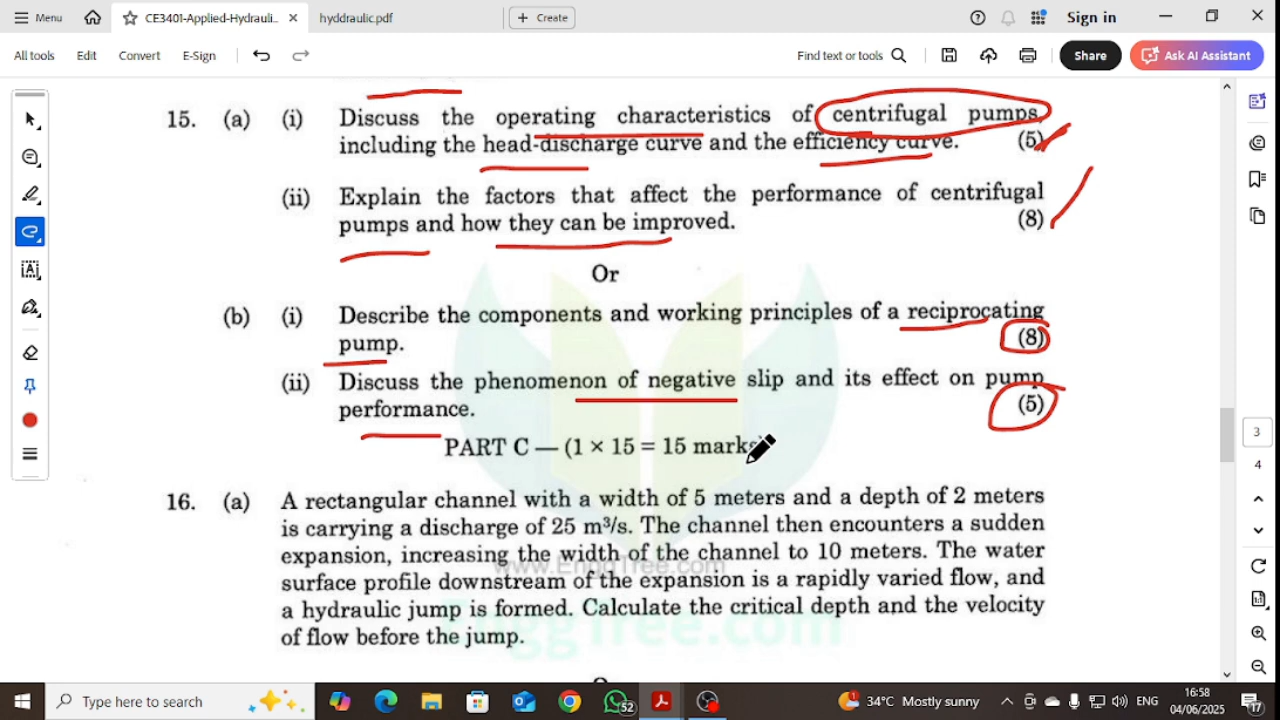 Menu
CE3401-Applied-Hydrauli...
hyddraulic.pdf
Create
Sign in
All tools
Edit
Convert
E-Sign
Find text or tools
Share
Ask AI Assistant
15. (a) (i) Discuss the operating characteristics of centrifugal pumps,
including the head-discharge curve and the efficiency curve. (5)
(ii) Explain the factors that affect the performance of centrifugal
pumps and how they can be improved. (8)
Or
(b) (i) Describe the components and working principles of a reciprocating
pump. (8)
(ii) Discuss the phenomenon of negative slip and its effect on pump
performance. (5)
PART C — (1 × 15 = 15 marks)
16. (a) A rectangular channel with a width of 5 meters and a depth of 2 meters
is carrying a discharge of 25 m³/s. The channel then encounters a sudden
expansion, increasing the width of the channel to 10 meters. The water
www.EnggTree.com
surface profile downstream of the expansion is a rapidly varied flow, and
a hydraulic jump is formed. Calculate the critical depth and the velocity
EnggTree.com
of flow before the jump.
3
4
Type here to search
52
34°C Mostly sunny
ENG
16:58
04/06/2025
17